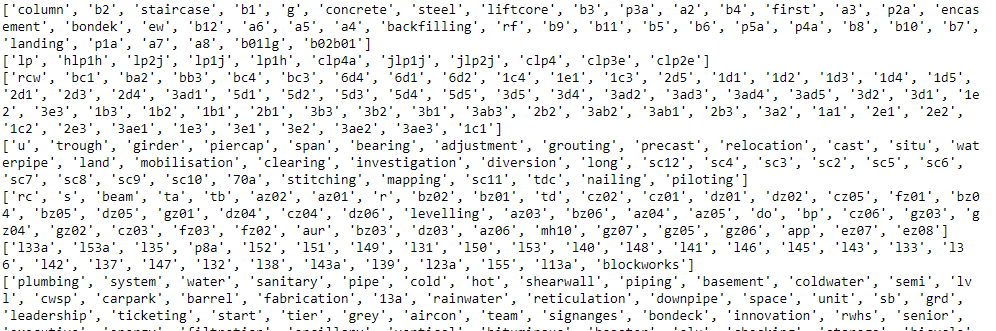 ['column', 'b2', 'staircase', 'b1', 'g', 'concrete', 'steel', 'liftcore', 'b3', 'p3a', 'a2', 'b4', 'first', 'a3', 'p2a', 'encas
ement', 'bondek', 'ew', 'b12', 'a6', 'a5', 'a4', 'backfilling', 'rf', 'b9', 'b11', 'b5', 'b6', 'p5a', 'p4a', 'b8', 'b10', 'b7',
'landing', 'p1a', 'a7', 'a8', 'b01lg', 'b02b01']
['lp', 'hlp1h', 'lp2j', 'lp1j', 'lp1h', 'clp4a', 'jlp1j', 'jlp2j', 'clp4', 'clp3e', 'clp2e']
['rcw', 'bc1', 'ba2', 'bb3', 'bc4', 'bc3', '6d4', '6d1', '6d2', '1c4', '1e1', '1c3', '2d5', '1d1', '1d2', '1d3', '1d4', '1d5',
'2d1', '2d3', '2d4', '3ad1', '5d1', '5d2', '5d3', '5d4', '5d5', '3d5', '3d4', '3ad2', '3ad3', '3ad4', '3ad5', '3d2', '3d1', '1e
2', '3e3', '1b3', '1b2', '1b1', '2b1', '3b3', '3b2', '3b1', '3ab3', '2b2', '3ab2', '3ab1', '2b3', '3a2', '1a1', '2e1', '2e2',
'1c2', '2e3', '3ae1', '1e3', '3e1', '3e2', '3ae2', '3ae3', '1c1']
['u', 'trough', 'girder', 'piercap', 'span', 'bearing', 'adjustment', 'grouting', 'precast', 'relocation', 'cast', 'situ', 'wat
erpipe', 'land', 'mobilisation', 'clearing', 'investigation', 'diversion', 'long', 'sc12', 'sc4', 'sc3', 'sc2', 'sc5', 'sc6',
'sc7', 'sc8', 'sc9', 'sc10', '70a', 'stitching', 'mapping', 'sc11', 'tdc', 'nailing', 'piloting']
['rc', 's', 'beam', 'ta', 'tb', 'az02', 'az01', 'r', 'bz02', 'bz01', 'td', 'cz02', 'cz01', 'dz01', 'dz02', 'cz05', 'fz01', 'bz0
4', 'bz05', 'dz05', 'gz01', 'dz04', 'cz04', 'dz06', 'levelling', 'az03', 'bz06', 'az04', 'az05', 'do', 'bp', 'cz06', 'gz03', 'g
z04', 'gz02', 'cz03', 'fz03', 'fz02', 'aur', 'bz03', 'dz03', 'az06', 'mh10', 'gz07', 'gz05', 'gz06', 'app', 'ez07', 'ez08']
['l33a', 'l53a', 'l35', 'p8a', 'l52', 'l51', 'l49', 'l31', 'l50', 'l53', 'l40', 'l48', 'l41', 'l46', 'l45', 'l43', 'l33', 'l3
6', 'l42', 'l37', 'l47', 'l32', 'l38', 'l43a', 'l39', 'l23a', 'l55', 'l13a', 'blockworks']
['plumbing', 'system', 'water', 'sanitary', 'pipe', 'cold', 'hot', 'shearwall', 'piping', 'basement', 'coldwater', 'semi', 'lv
l', 'cwsp', 'carpark', 'barrel', 'fabrication', '13a', 'rainwater', 'reticulation', 'downpipe', 'space', 'unit', 'sb', 'grd',
'leadership', 'ticketing', 'start', 'tier', 'grey', 'aircon', 'team', 'signanges', 'bondeck', 'innovation', 'rwhs', 'senior',